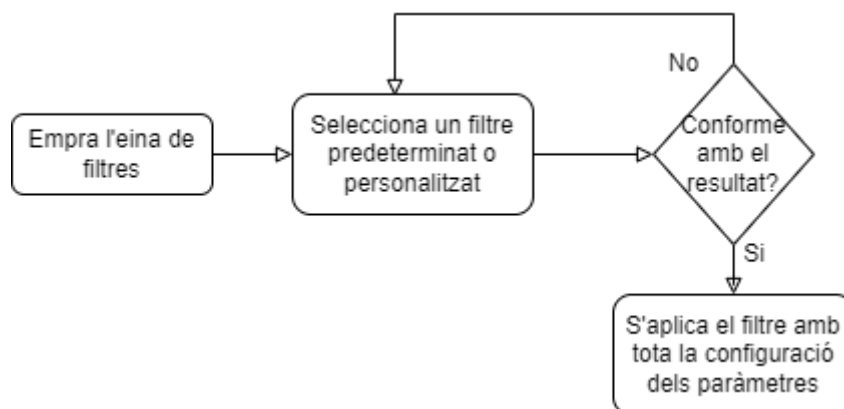 No
Empra l'eina de
filtres
Selecciona un filtre
predeterminat o
personalitzat
Conforme
amb el
resultat?
Si
S'aplica el filtre amb
tota la configuració
dels paràmetres